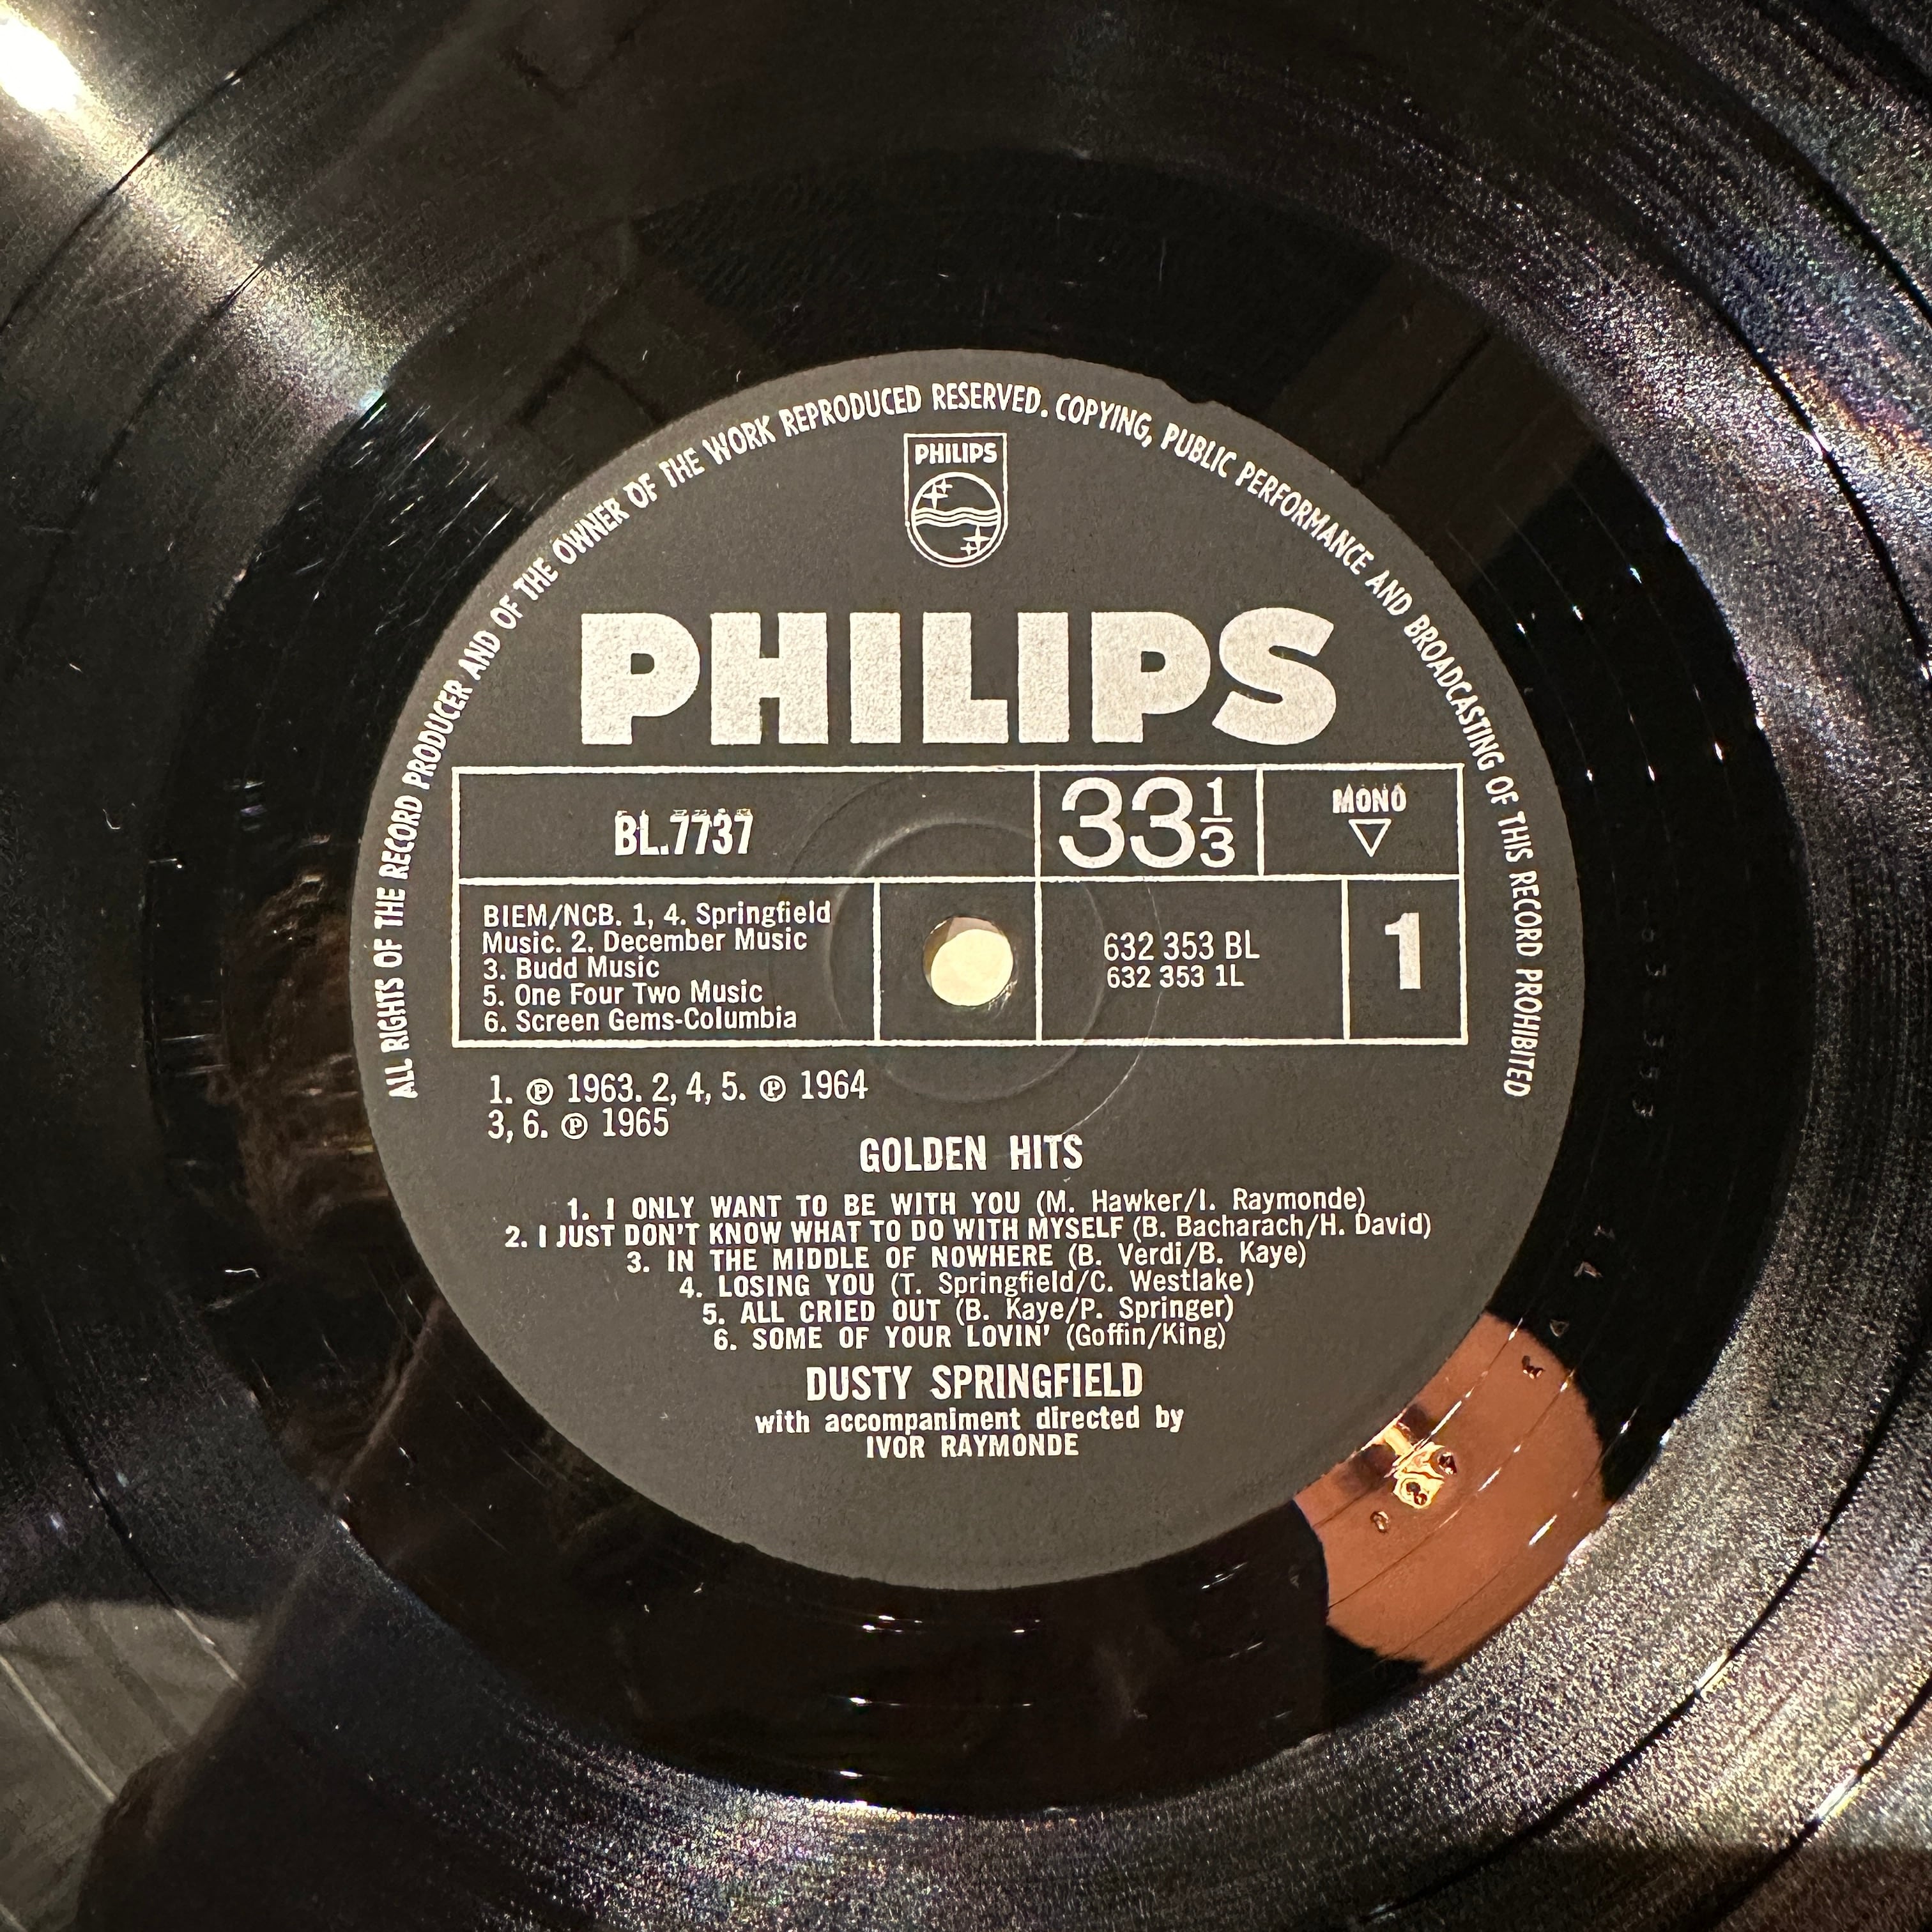 ALL RIGHTS OF THE RECORD PRODUCER AND OF THE OWNER OF THE WORK REPRODUCED RESERVED. COPYING, PUBLIC PERFORMANCE AND BROADCASTING OF THIS RECORD PROHIBITED
PHILIPS
PHILIPS
BL.7737
33 1/3
MONO
BIEM/NCB. 1, 4. Springfield
Music. 2. December Music
3. Budd Music
5. One Four Two Music
6. Screen Gems-Columbia
632 353 BL
632 353 1L
1
1. ℗ 1963. 2, 4, 5. ℗ 1964
3, 6. ℗ 1965
GOLDEN HITS
1. I ONLY WANT TO BE WITH YOU (M. Hawker/I. Raymonde)
2. I JUST DON'T KNOW WHAT TO DO WITH MYSELF (B. Bacharach/H. David)
3. IN THE MIDDLE OF NOWHERE (B. Verdi/B. Kaye)
4. LOSING YOU (T. Springfield/C. Westlake)
5. ALL CRIED OUT (B. Kaye/P. Springer)
6. SOME OF YOUR LOVIN' (Goffin/King)
DUSTY SPRINGFIELD
with accompaniment directed by
IVOR RAYMONDE